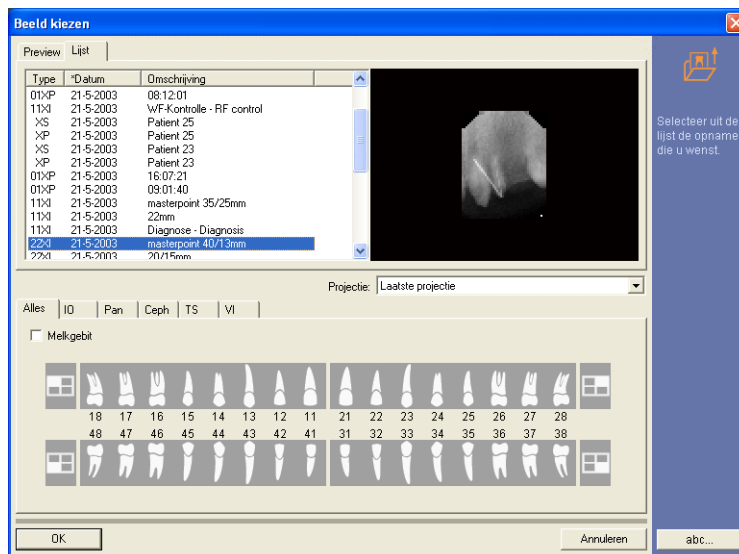 Beeld kiezen
Preview Lijst
Type *Datum Omschrijving
01XP 21-5-2003 08:12:01
11XI 21-5-2003 WF-Kontrolle - RF control
XS 21-5-2003 Patient 25
XP 21-5-2003 Patient 25
XS 21-5-2003 Patient 23
XP 21-5-2003 Patient 23
01XP 21-5-2003 16:07:21
01XP 21-5-2003 09:01:40
11XI 21-5-2003 masterpoint 35/25mm
11XI 21-5-2003 22mm
11XI 21-5-2003 Diagnose - Diagnosis
22XI 21-5-2003 masterpoint 40/13mm
22XI 21-5-2003 20/15mm
Selecteer uit de
lijst de opname
die u wenst.
Projectie: Laatste projectie
Alles IO Pan Ceph TS VI
Melkgebit
18 17 16 15 14 13 12 11 21 22 23 24 25 26 27 28
48 47 46 45 44 43 42 41 31 32 33 34 35 36 37 38
OK Annuleren abc...